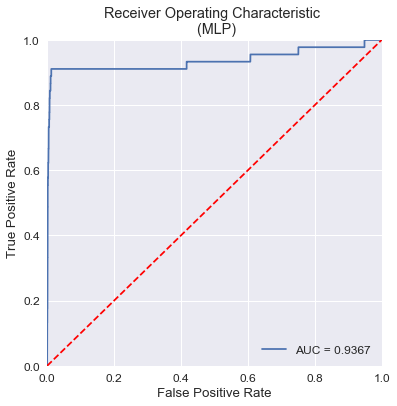 Receiver Operating Characteristic
(MLP)
1.0
0.8
0.6
0.4
0.2
0.0
True Positive Rate
AUC = 0.9367
0.0 0.2 0.4 0.6 0.8 1.0
False Positive Rate